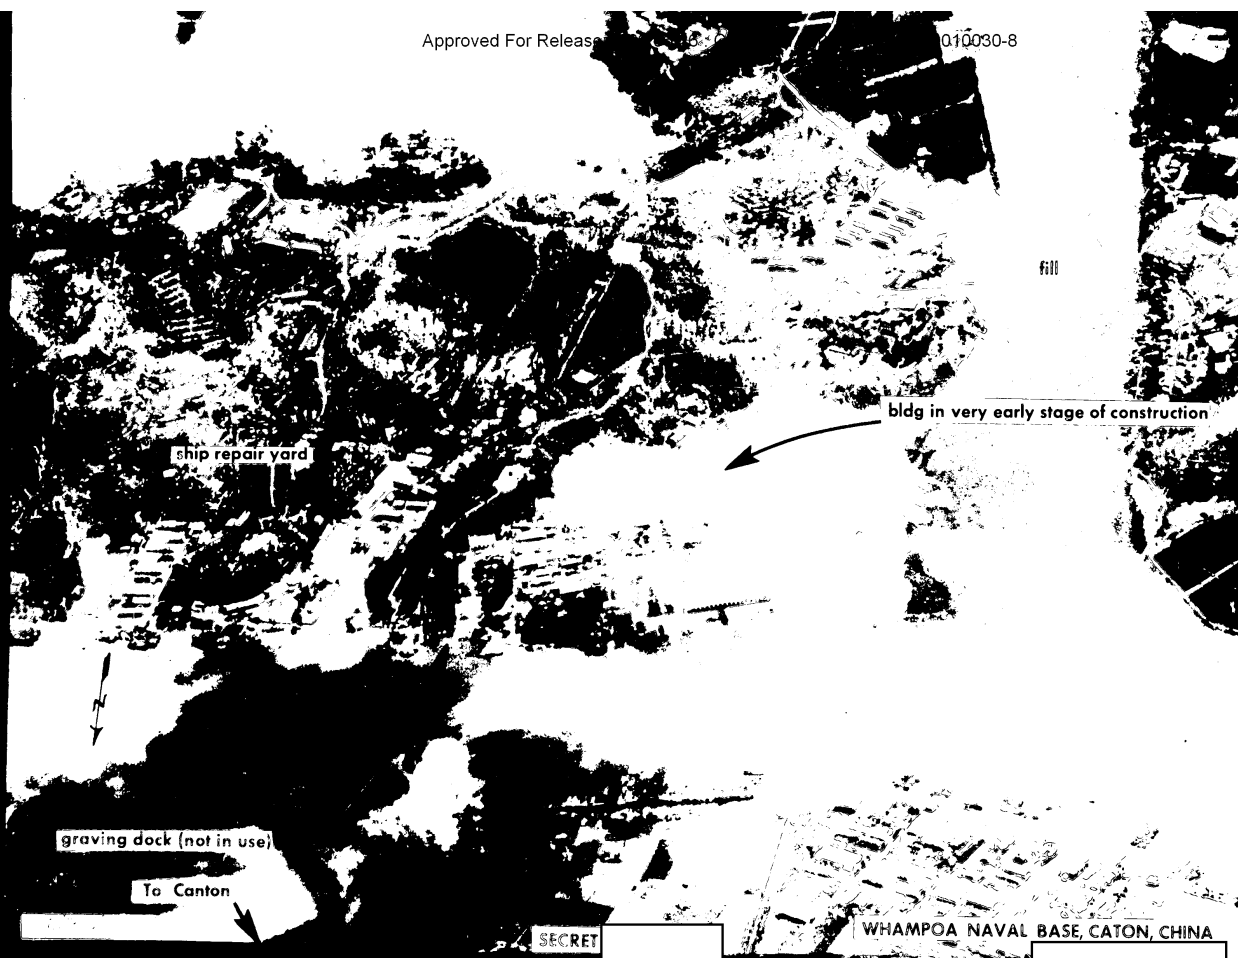 Approved For Release
010030-8
fill
bldg in very early stage of construction
ship repair yard
graving dock (not in use)
To Canton
SECRET
WHAMPOA NAVAL BASE, CATON, CHINA